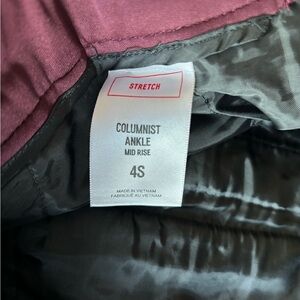 STRETCH
COLUMNIST
ANKLE
MID RISE
4S
MADE IN VIETNAM
FABRIQUÉ AU VIETNAM